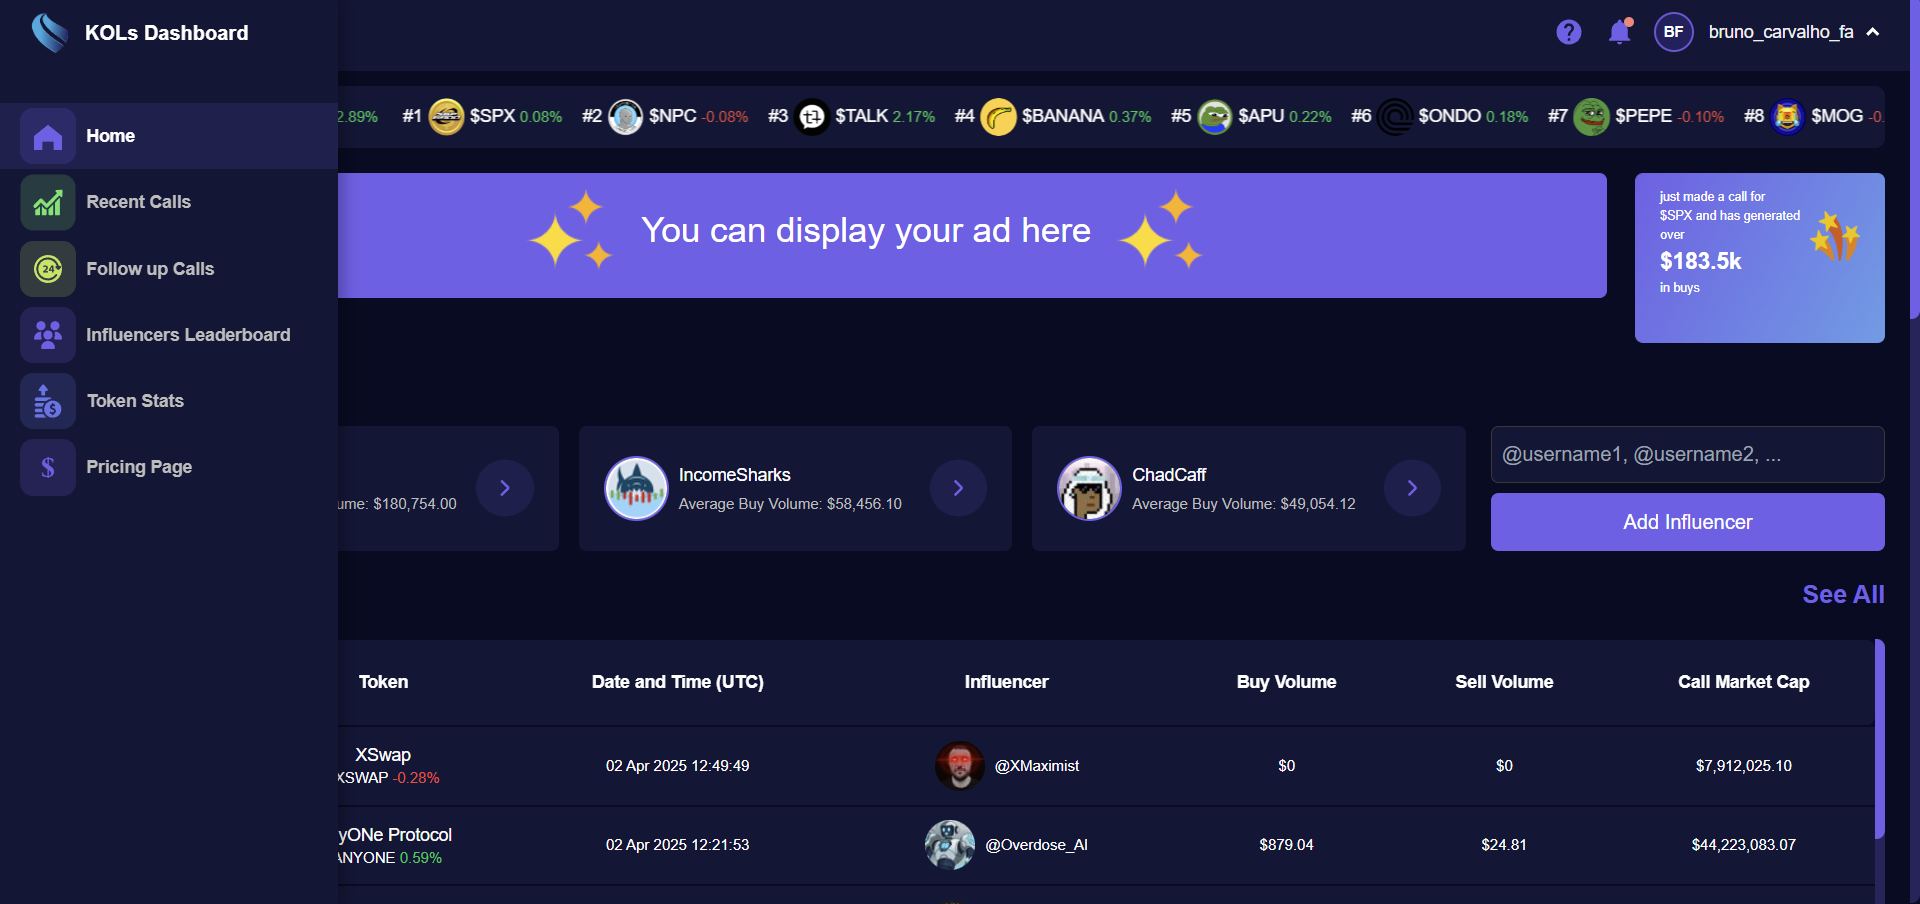 KOLs Dashboard
BF bruno_carvalho_fa
Home
Recent Calls
24
Follow up Calls
Influencers Leaderboard
Token Stats
Pricing Page
2.89% #1 $SPX 0.08% #2 $NPC -0.08% #3 $TALK 2.17% #4 $BANANA 0.37% #5 $APU 0.22% #6 $ONDO 0.18% #7 $PEPE -0.10% #8 $MOG -0.
You can display your ad here
just made a call for
$SPX and has generated
over
$183.5k
in buys
ume: $180,754.00
IncomeSharks
Average Buy Volume: $58,456.10
ChadCaff
Average Buy Volume: $49,054.12
@username1, @username2, ...
Add Influencer
See All
Token Date and Time (UTC) Influencer Buy Volume Sell Volume Call Market Cap
XSwap
XSWAP -0.28%
02 Apr 2025 12:49:49 @XMaximist $0 $0 $7,912,025.10
yONe Protocol
ANYONE 0.59%
02 Apr 2025 12:21:53 @Overdose_AI $879.04 $24.81 $44,223,083.07